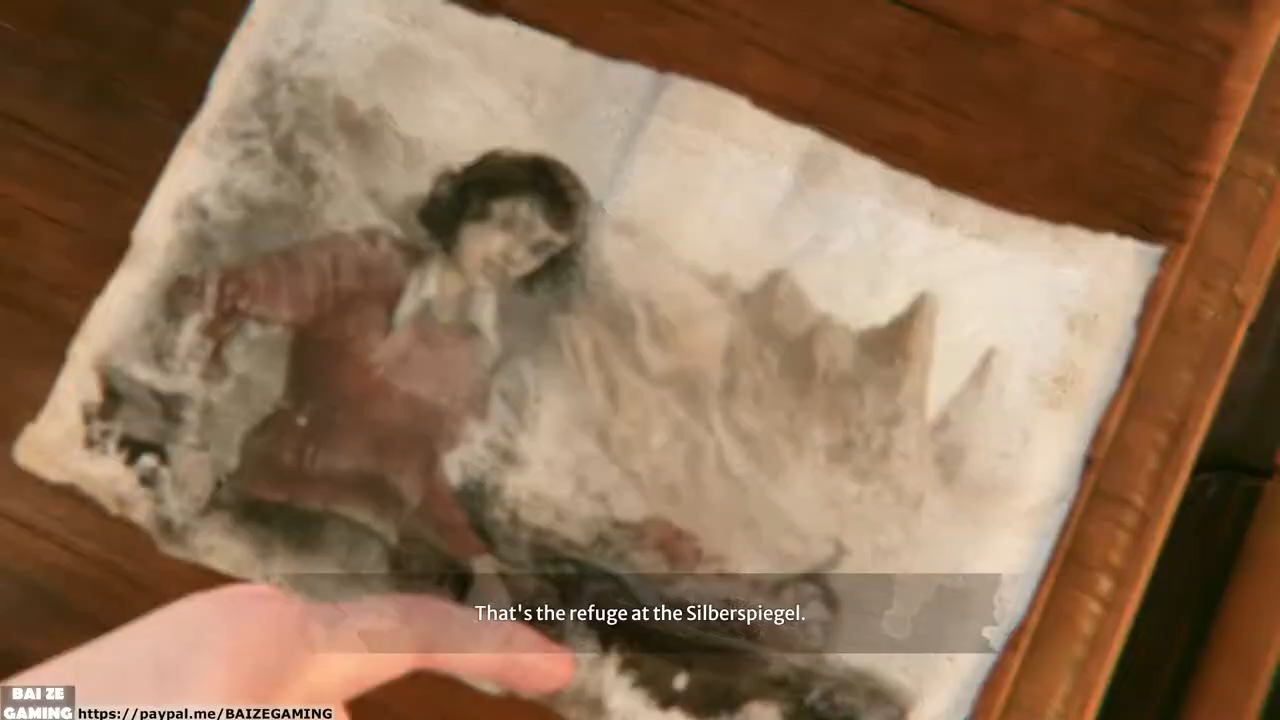 That's the refuge at the Silberspiegel.
BAI ZE
GAMING https://paypal.me/BAIZEGAMING